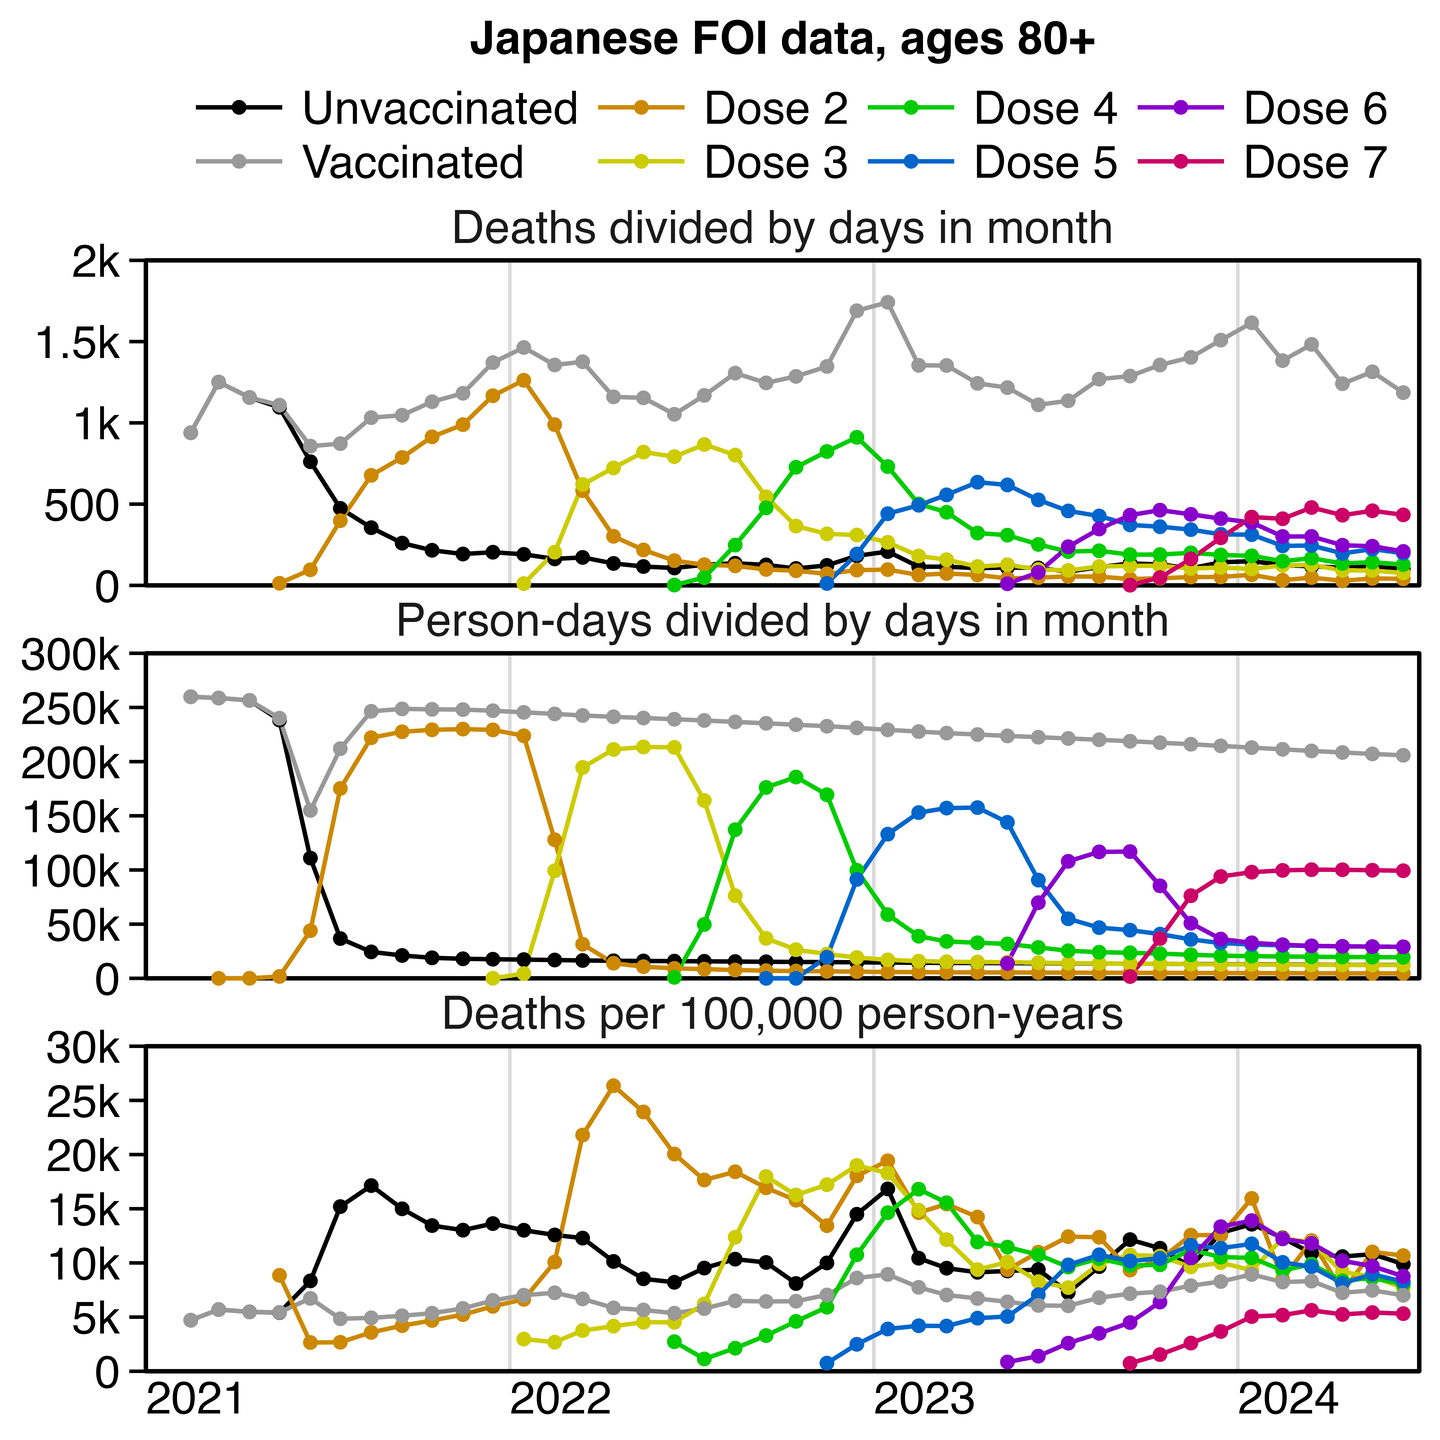 Japanese FOI data, ages 80+
Unvaccinated Dose 2 Dose 4 Dose 6
Vaccinated Dose 3 Dose 5 Dose 7
Deaths divided by days in month
2k
1.5k
1k
500
0
Person-days divided by days in month
300k
250k
200k
150k
100k
50k
0
Deaths per 100,000 person-years
30k
25k
20k
15k
10k
5k
0
2021 2022 2023 2024